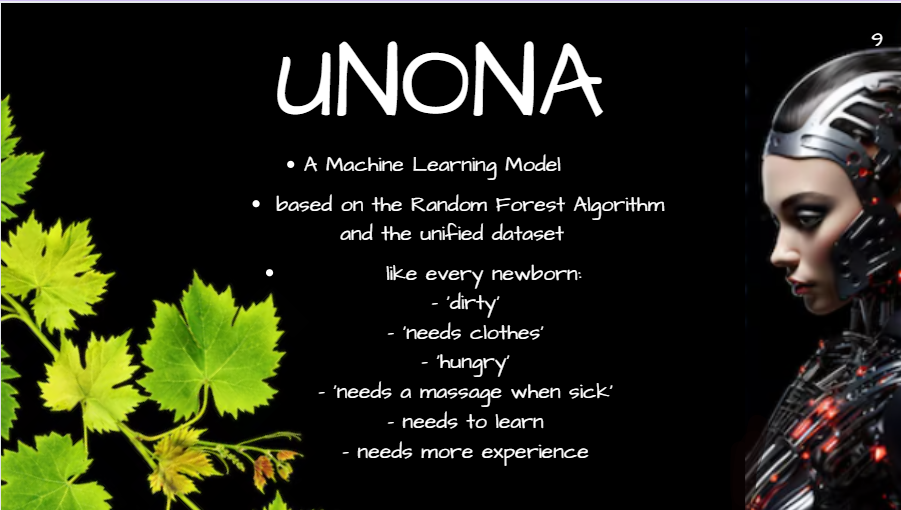 9
uNoNA
• A Machine Learning Model
• based on the Random Forest Algorithm
and the unified dataset
• like every newborn:
- 'dirty'
- 'needs clothes'
- 'hungry'
- 'needs a massage when sick'
- needs to learn
- needs more experience